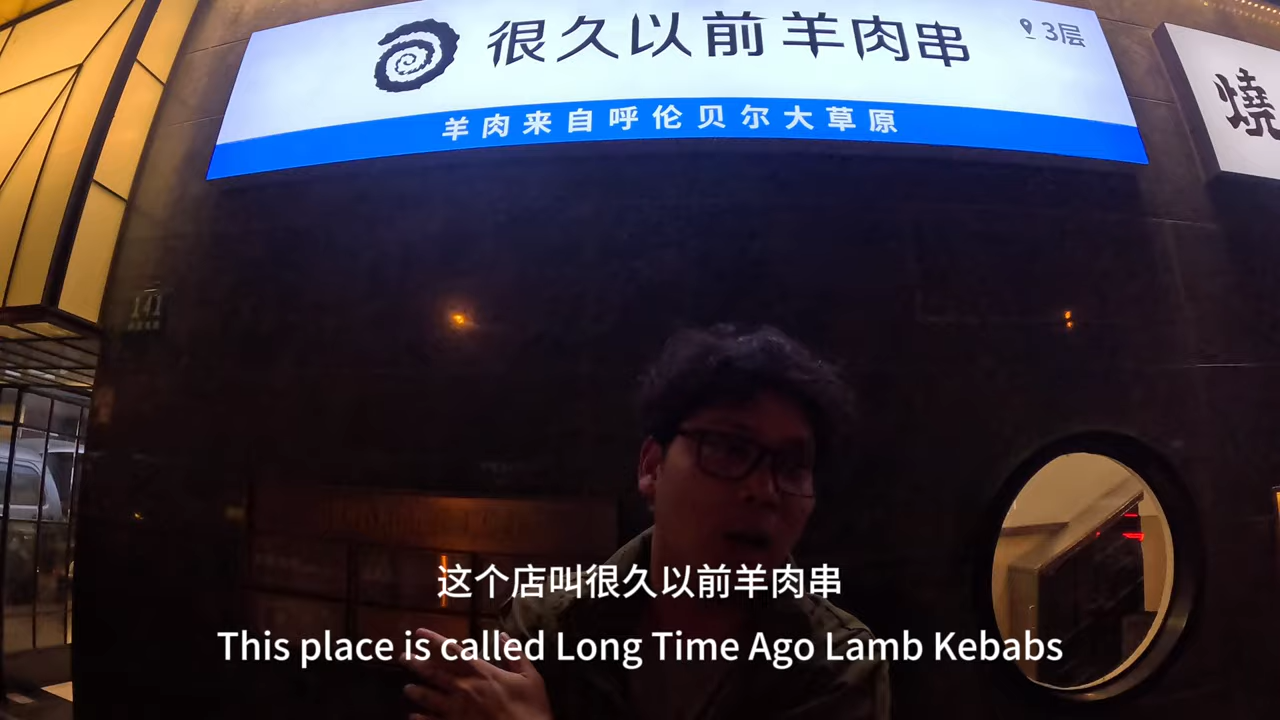 很久以前羊肉串
3层
羊肉来自呼伦贝尔大草原
燒
141
这个店叫很久以前羊肉串
This place is called Long Time Ago Lamb Kebabs